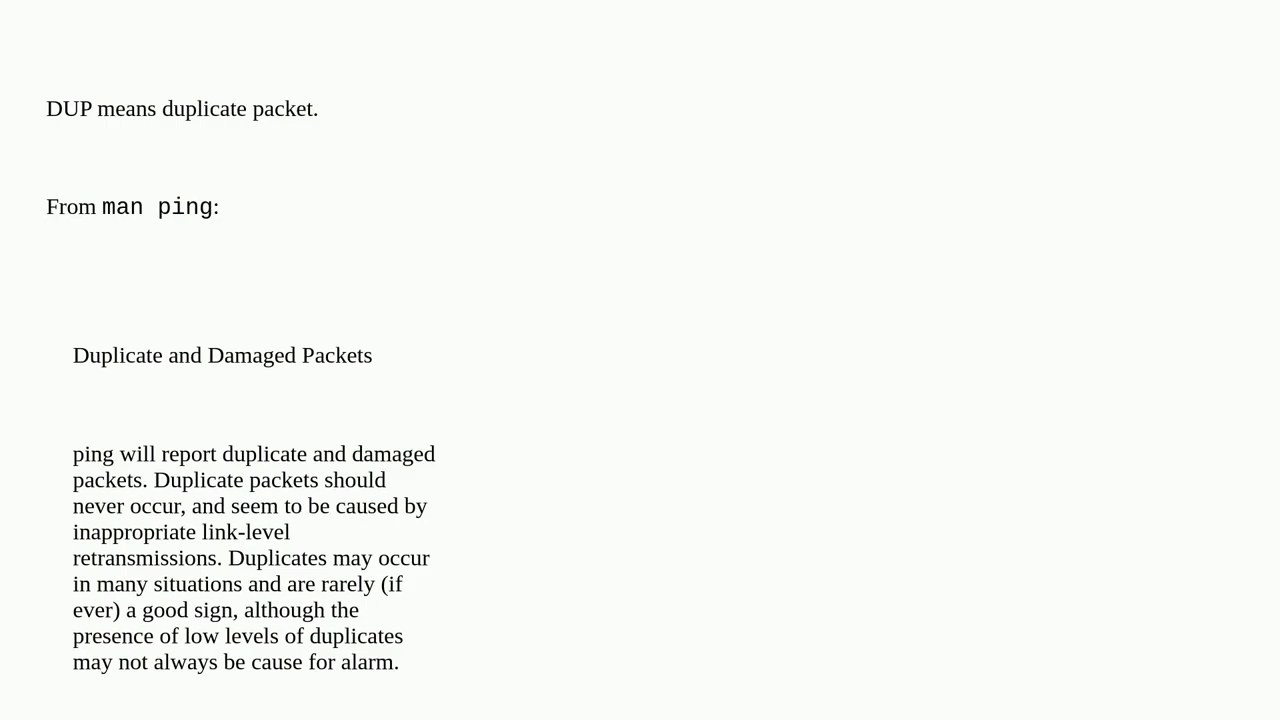 DUP means duplicate packet.
From man ping:
Duplicate and Damaged Packets
ping will report duplicate and damaged
packets. Duplicate packets should
never occur, and seem to be caused by
inappropriate link-level
retransmissions. Duplicates may occur
in many situations and are rarely (if
ever) a good sign, although the
presence of low levels of duplicates
may not always be cause for alarm.